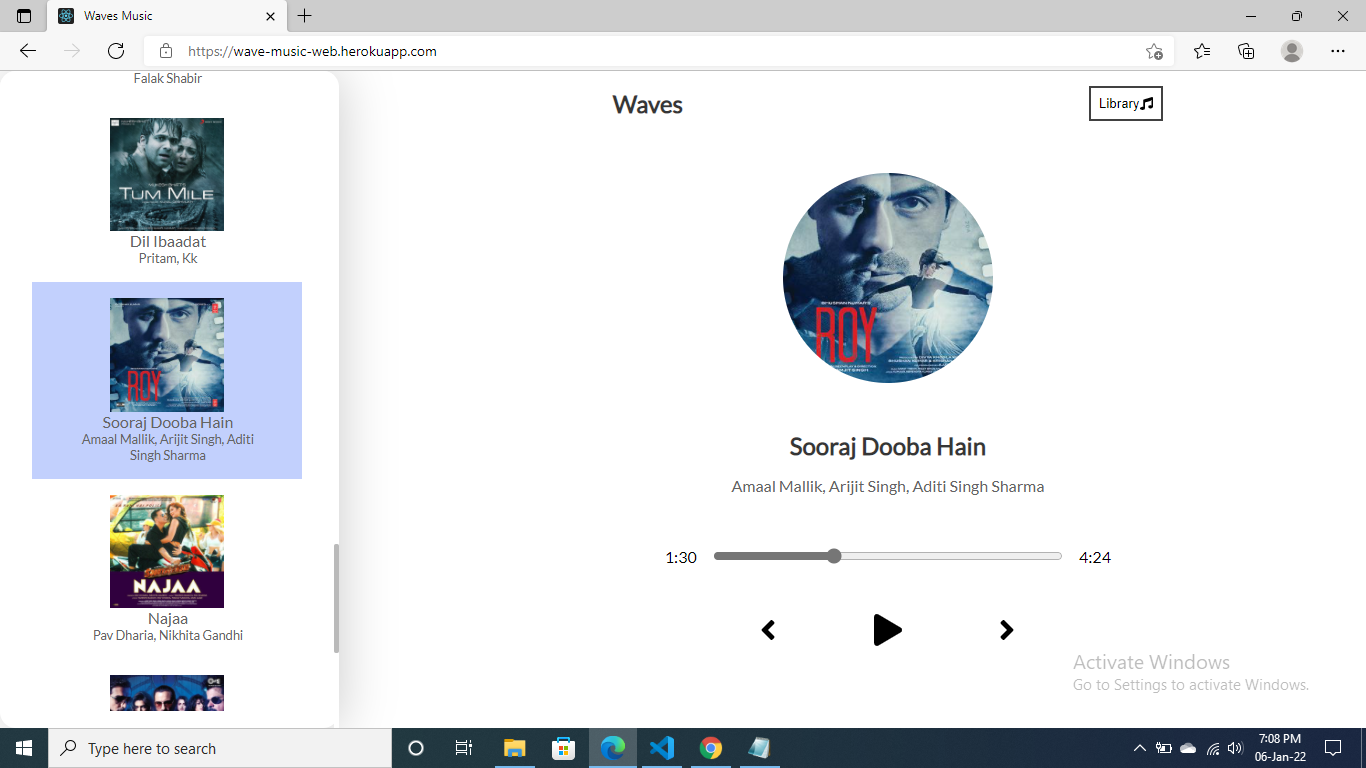 Waves Music
https://wave-music-web.herokuapp.com
Falak Shabir
TUM MILE
Dil Ibaadat
Pritam, Kk
ROY
Sooraj Dooba Hain
Amaal Mallik, Arijit Singh, Aditi
Singh Sharma
NAJAA
Najaa
Pav Dharia, Nikhita Gandhi
Waves
Library
ROY
Sooraj Dooba Hain
Amaal Mallik, Arijit Singh, Aditi Singh Sharma
1:30
4:24
Activate Windows
Go to Settings to activate Windows.
Type here to search
7:08 PM
06-Jan-22